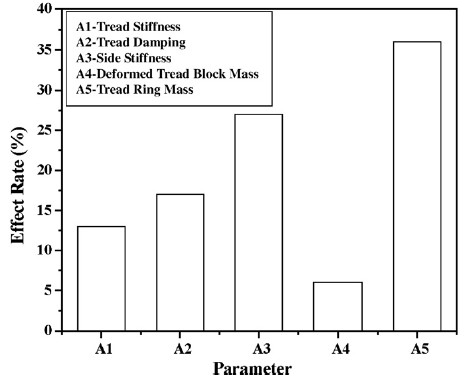 40
35
30
25
20
15
10
5
0
Effect Rate (%)
A1-Tread Stiffness
A2-Tread Damping
A3-Side Stiffness
A4-Deformed Tread Block Mass
A5-Tread Ring Mass
A1 A2 A3 A4 A5
Parameter